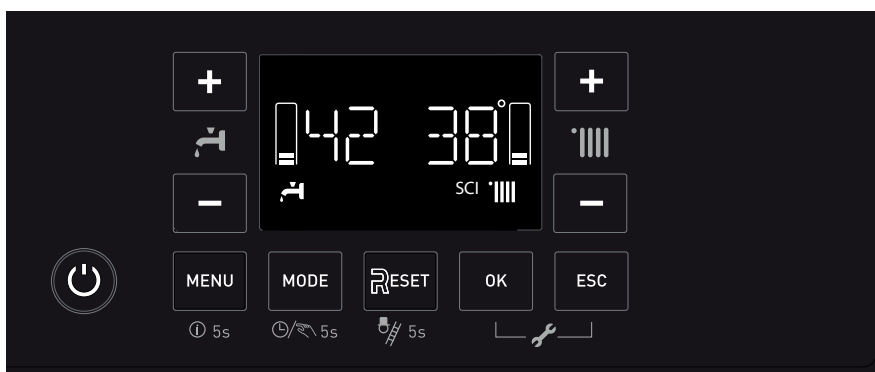 + +
42 38°
SCI
− −
MENU MODE RESET OK ESC
5s 5s 5s